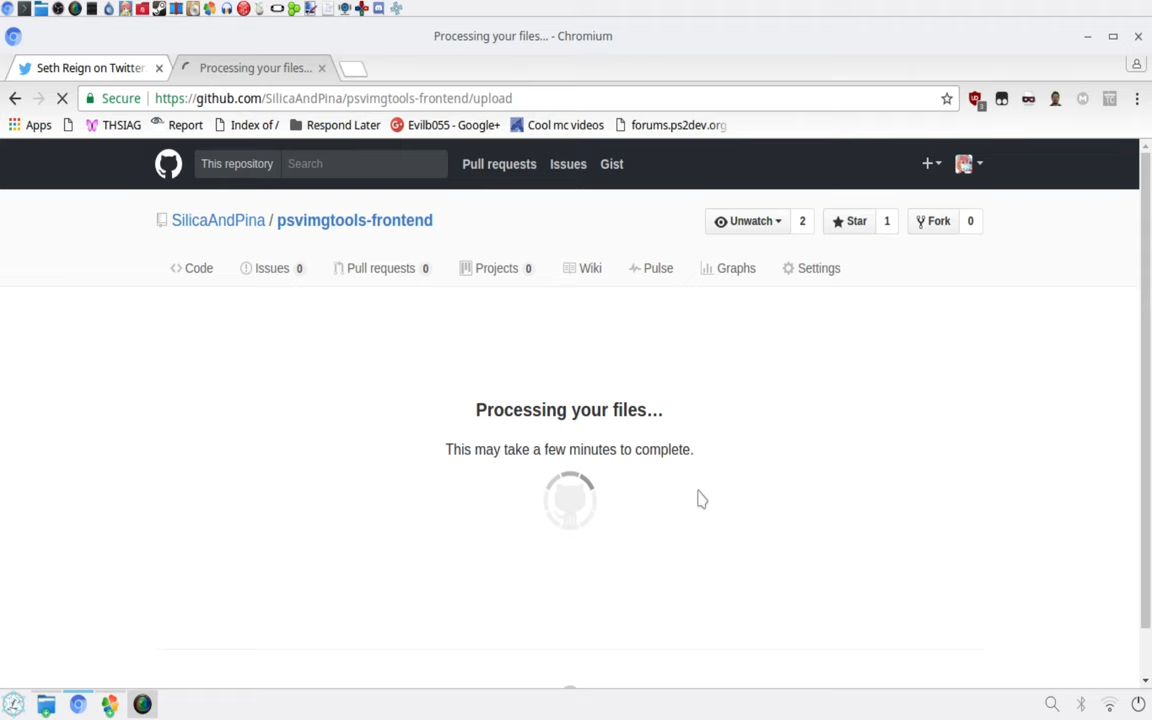 Processing your files... - Chromium
Seth Reign on Twitter
Processing your files...
Secure
https://github.com/SilicaAndPina/psvimgtools-frontend/upload
Apps
THSIAG
Report
Index of /
Respond Later
Evilb055 - Google+
Cool mc videos
forums.ps2dev.org
This repository
Search
Pull requests
Issues
Gist
SilicaAndPina / psvimgtools-frontend
Unwatch 2
Star 1
Fork 0
Code
Issues 0
Pull requests 0
Projects 0
Wiki
Pulse
Graphs
Settings
Processing your files...
This may take a few minutes to complete.